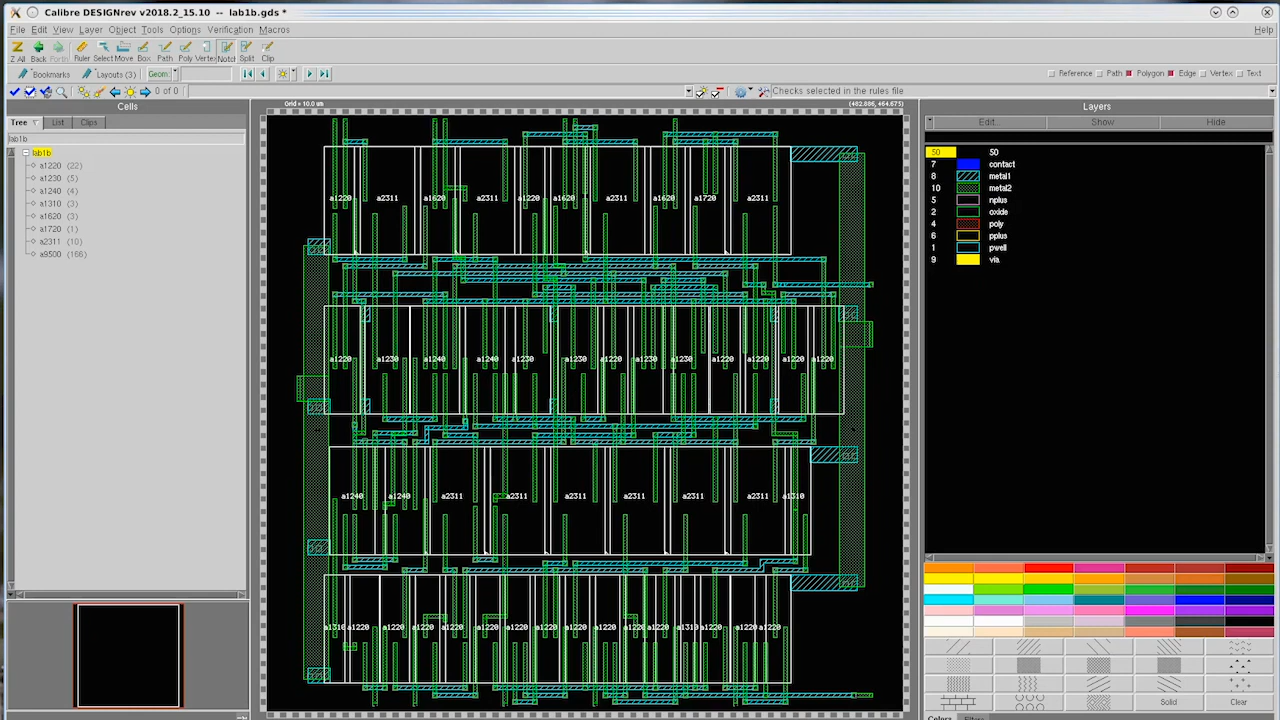 Calibre DESIGNrev v2018.2_15.10 -- lab1b.gds *
File Edit View Layer Object Tools Options Verification Macros Help
Z All Back Ruler Select Move Box Path Poly Vertex Notch Split Clip
Bookmarks Layouts (3) Geom: Reference Path Polygon Edge Vertex Text
0 of 0 Checks selected in the rules file
Cells
Grid = 10.0 um
(482.866, 464.675)
Layers
Tree List Clips
Edit... Show Hide
lab1b
lab1b
a1220 (22)
a1230 (5)
a1240 (4)
a1310 (3)
a1620 (3)
a1720 (1)
a2311 (10)
a9500 (166)
50 50
7 contact
8 metal1
10 metal2
5 nplus
2 oxide
4 poly
6 pplus
1 pwell
9 via
a1220 a2311 a1620 a2311 a1220 a1620 a2311 a1620 a1720 a2311
a1220 a1230 a1240 a1240 a1230 a1230 a1220 a1230 a1230 a1220 a1220 a1220 a1220
a1240 a1240 a2311 a2311 a2311 a2311 a2311 a2311 a1310
a1310 a1220 a1220 a1220 a1220 a1220 a1220 a1220 a1220 a1310 a1220 a1220 a1220
Solid Clear
Colors